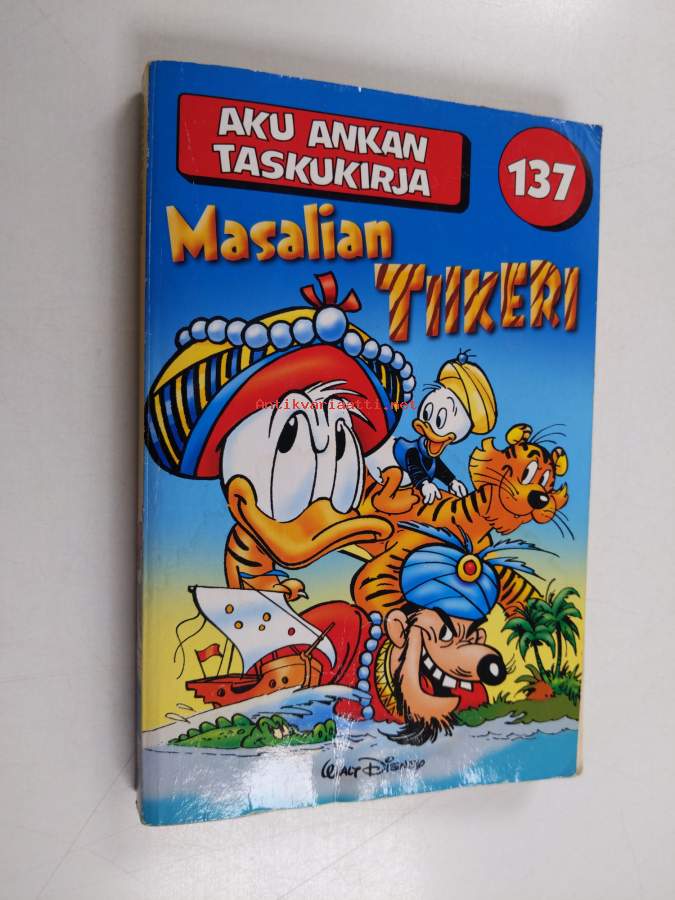 AKU ANKAN
TASKUKIRJA
137
Masalian
TIIKERI
Antikvariaatti.net
WALT DISNEY